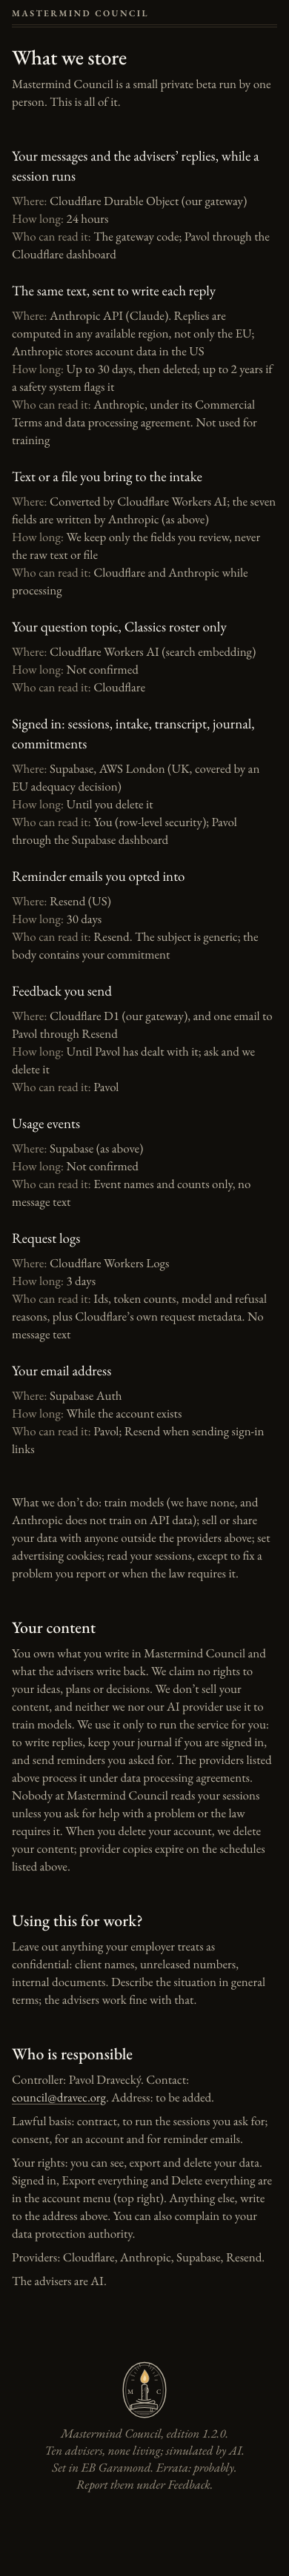 MASTERMIND COUNCIL
What we store
Mastermind Council is a small private beta run by one
person. This is all of it.
Your messages and the advisers’ replies, while a
session runs
Where: Cloudflare Durable Object (our gateway)
How long: 24 hours
Who can read it: The gateway code; Pavol through the
Cloudflare dashboard
The same text, sent to write each reply
Where: Anthropic API (Claude). Replies are
computed in any available region, not only the EU;
Anthropic stores account data in the US
How long: Up to 30 days, then deleted; up to 2 years if
a safety system flags it
Who can read it: Anthropic, under its Commercial
Terms and data processing agreement. Not used for
training
Text or a file you bring to the intake
Where: Converted by Cloudflare Workers AI; the seven
fields are written by Anthropic (as above)
How long: We keep only the fields you review, never
the raw text or file
Who can read it: Cloudflare and Anthropic while
processing
Your question topic, Classics roster only
Where: Cloudflare Workers AI (search embedding)
How long: Not confirmed
Who can read it: Cloudflare
Signed in: sessions, intake, transcript, journal,
commitments
Where: Supabase, AWS London (UK, covered by an
EU adequacy decision)
How long: Until you delete it
Who can read it: You (row-level security); Pavol
through the Supabase dashboard
Reminder emails you opted into
Where: Resend (US)
How long: 30 days
Who can read it: Resend. The subject is generic; the
body contains your commitment
Feedback you send
Where: Cloudflare D1 (our gateway), and one email to
Pavol through Resend
How long: Until Pavol has dealt with it; ask and we
delete it
Who can read it: Pavol
Usage events
Where: Supabase (as above)
How long: Not confirmed
Who can read it: Event names and counts only, no
message text
Request logs
Where: Cloudflare Workers Logs
How long: 3 days
Who can read it: Ids, token counts, model and refusal
reasons, plus Cloudflare’s own request metadata. No
message text
Your email address
Where: Supabase Auth
How long: While the account exists
Who can read it: Pavol; Resend when sending sign-in
links
What we don’t do: train models (we have none, and
Anthropic does not train on API data); sell or share
your data with anyone outside the providers above; set
advertising cookies; read your sessions, except to fix a
problem you report or when the law requires it.
Your content
You own what you write in Mastermind Council and
what the advisers write back. We claim no rights to
your ideas, plans or decisions. We don’t sell your
content, and neither we nor our AI provider use it to
train models. We use it only to run the service for you:
to write replies, keep your journal if you are signed in,
and send reminders you asked for. The providers listed
above process it under data processing agreements.
Nobody at Mastermind Council reads your sessions
unless you ask for help with a problem or the law
requires it. When you delete your account, we delete
your content; provider copies expire on the schedules
listed above.
Using this for work?
Leave out anything your employer treats as
confidential: client names, unreleased numbers,
internal documents. Describe the situation in general
terms; the advisers work fine with that.
Who is responsible
Controller: Pavol Dravecký. Contact:
council@dravec.org. Address: to be added.
Lawful basis: contract, to run the sessions you ask for;
consent, for an account and for reminder emails.
Your rights: you can see, export and delete your data.
Signed in, Export everything and Delete everything are
in the account menu (top right). Anything else, write
to the address above. You can also complain to your
data protection authority.
Providers: Cloudflare, Anthropic, Supabase, Resend.
The advisers are AI.
M C
Mastermind Council, edition 1.2.0.
Ten advisers, none living; simulated by AI.
Set in EB Garamond. Errata: probably.
Report them under Feedback.